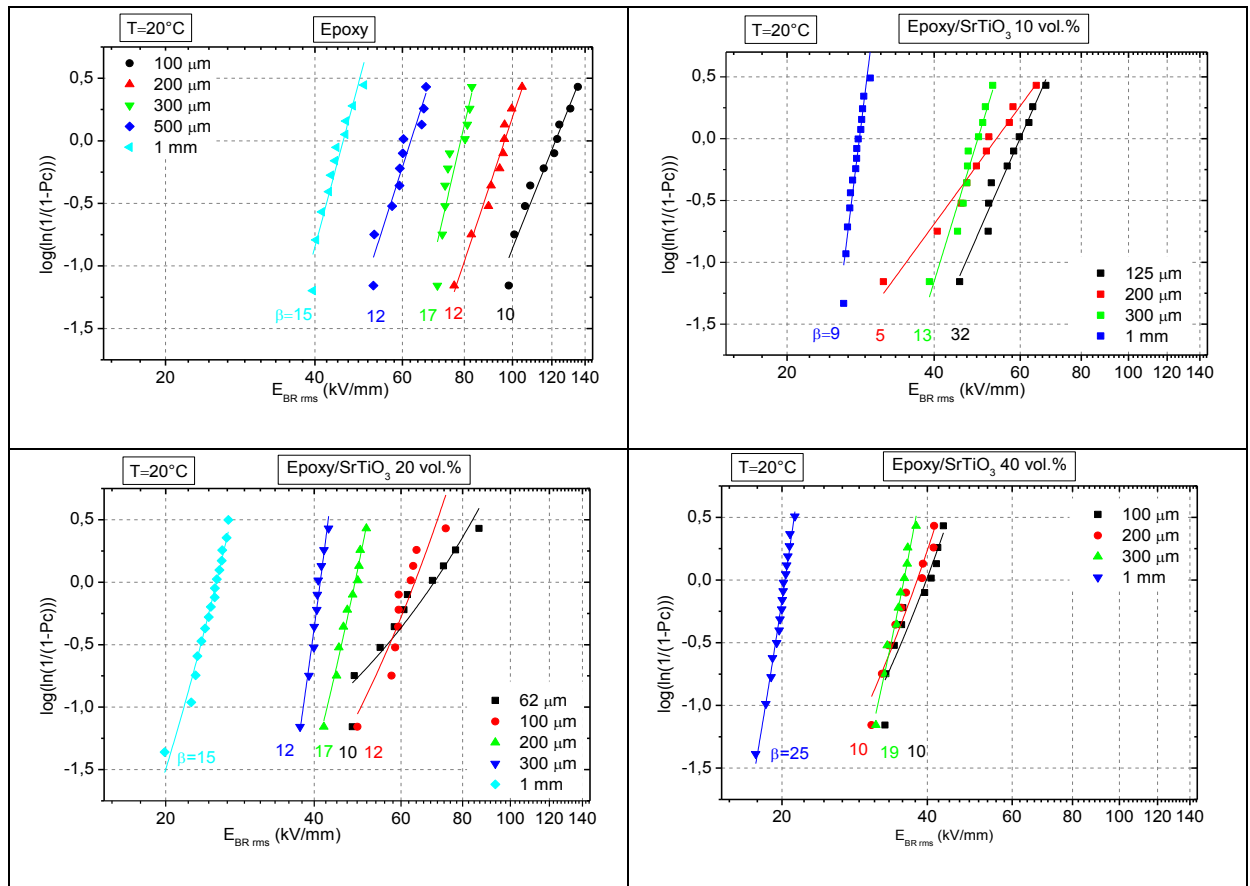 T=20°C
Epoxy
100 μm
200 μm
300 μm
500 μm
1 mm
log(ln(1/(1-Pc)))
0,5
0,0
-0,5
-1,0
-1,5
β=15
12
17
12
10
20
40
60
80
100
120
140
E_BR rms (kV/mm)
T=20°C
Epoxy/SrTiO₃ 10 vol.%
log(ln(1/(1-Pc)))
0,5
0,0
-0,5
-1,0
-1,5
125 μm
200 μm
300 μm
1 mm
β=9
5
13
32
20
40
60
80
100
120
140
E_BR rms (kV/mm)
T=20°C
Epoxy/SrTiO₃ 20 vol.%
log(ln(1/(1-Pc)))
0,5
0,0
-0,5
-1,0
-1,5
62 μm
100 μm
200 μm
300 μm
1 mm
β=15
12
17
10
12
20
40
60
80
100
120
140
E_BR rms (kV/mm)
T=20°C
Epoxy/SrTiO₃ 40 vol.%
100 μm
200 μm
300 μm
1 mm
log(ln(1/(1-Pc)))
0,5
0,0
-0,5
-1,0
-1,5
β=25
10
19
10
20
40
60
80
100
120
140
E_BR rms (kV/mm)